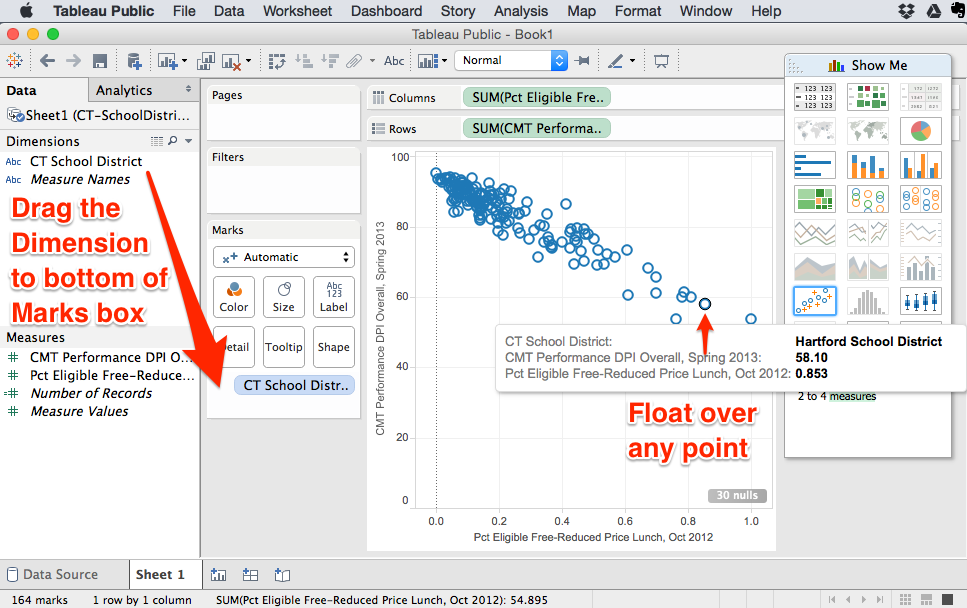 Tableau Public File Data Worksheet Dashboard Story Analysis Map Format Window Help
Tableau Public - Book1
Abc Normal
Show Me
Data Analytics
Sheet1 (CT-SchoolDistri...
Dimensions
Abc CT School District
Abc Measure Names
Drag the
Dimension
to bottom of
Marks box
Measures
CMT Performance DPI O...
Pct Eligible Free-Reduce...
Number of Records
Measure Values
Pages
Filters
Marks
Automatic
Color Size Label
Abc
123
etail Tooltip Shape
CT School Distr..
Columns SUM(Pct Eligible Fre..
Rows SUM(CMT Performa..
CMT Performance DPI Overall, Spring 2013
100
80
60
40
20
0
0.0 0.2 0.4 0.6 0.8 1.0
Pct Eligible Free-Reduced Price Lunch, Oct 2012
CT School District: Hartford School District
CMT Performance DPI Overall, Spring 2013: 58.10
Pct Eligible Free-Reduced Price Lunch, Oct 2012: 0.853
2 to 4 measures
Float over
any point
30 nulls
Data Source Sheet 1
164 marks 1 row by 1 column SUM(Pct Eligible Free-Reduced Price Lunch, Oct 2012): 54.895